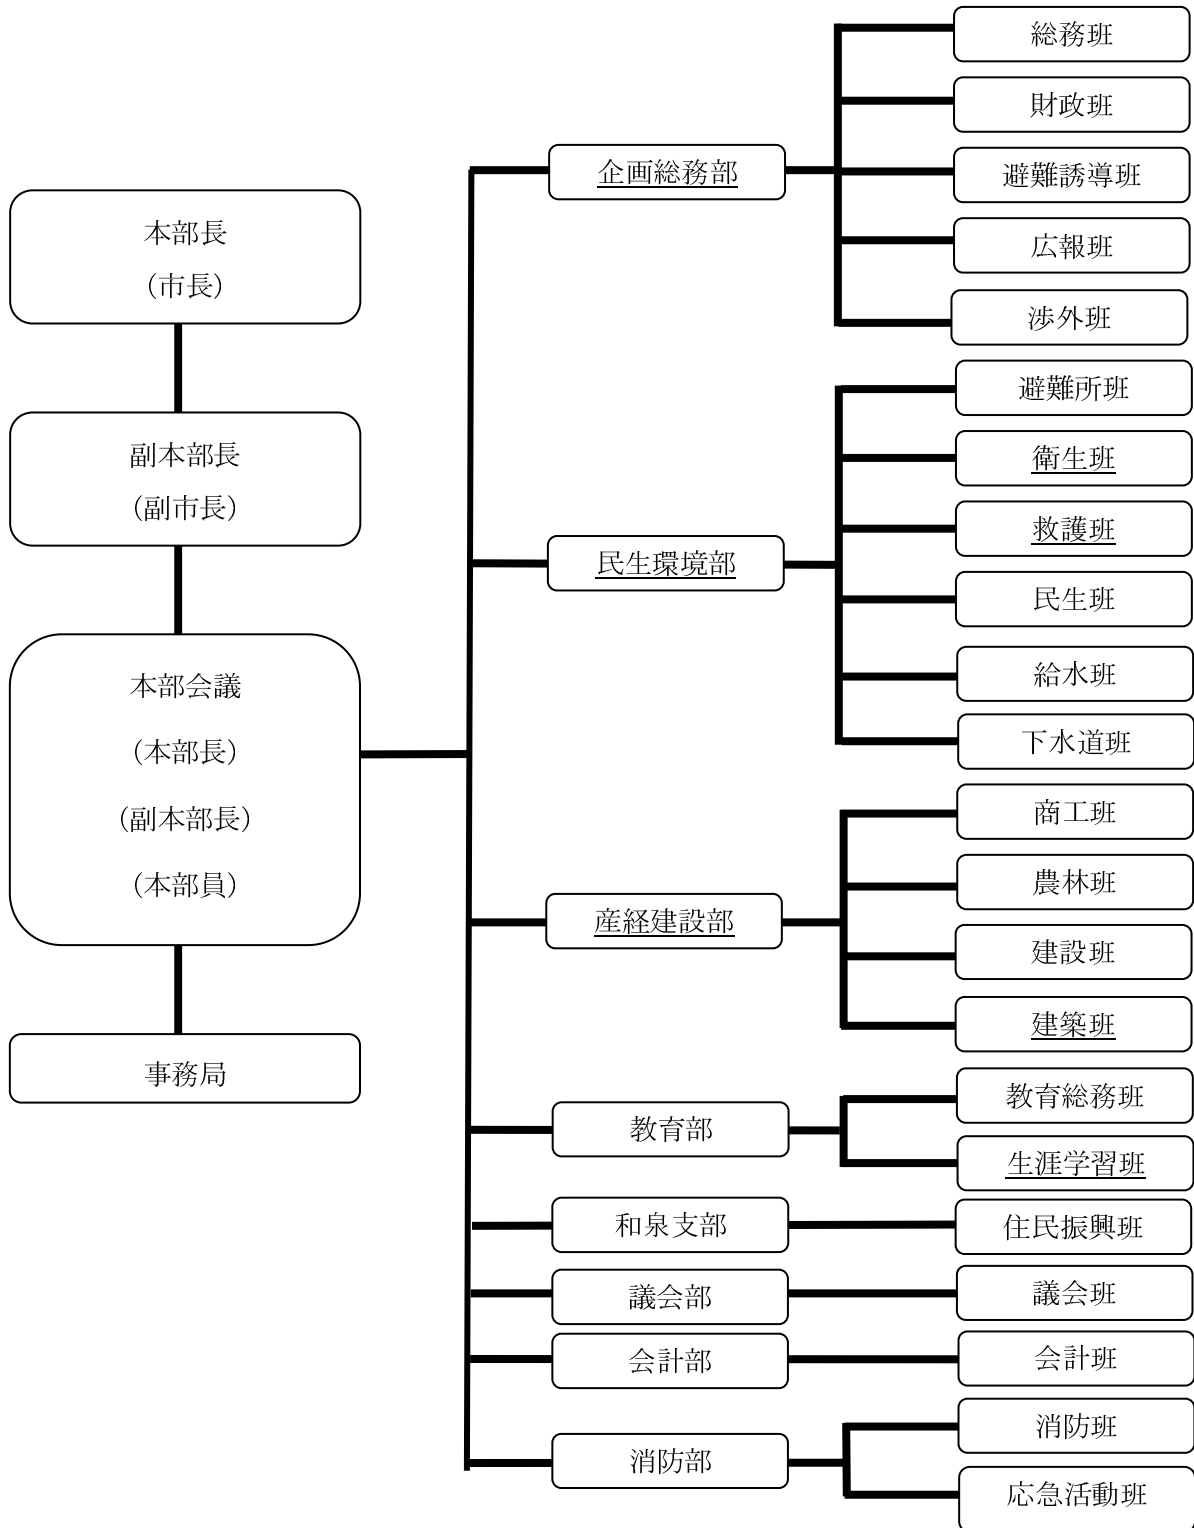 本部長
(市長)
副本部長
(副市長)
本部会議
(本部長)
(副本部長)
(本部員)
事務局
企画総務部
総務班
財政班
避難誘導班
広報班
渉外班
民生環境部
避難所班
衛生班
救護班
民生班
給水班
下水道班
産経建設部
商工班
農林班
建設班
建築班
教育部
教育総務班
生涯学習班
和泉支部
住民振興班
議会部
議会班
会計部
会計班
消防部
消防班
応急活動班